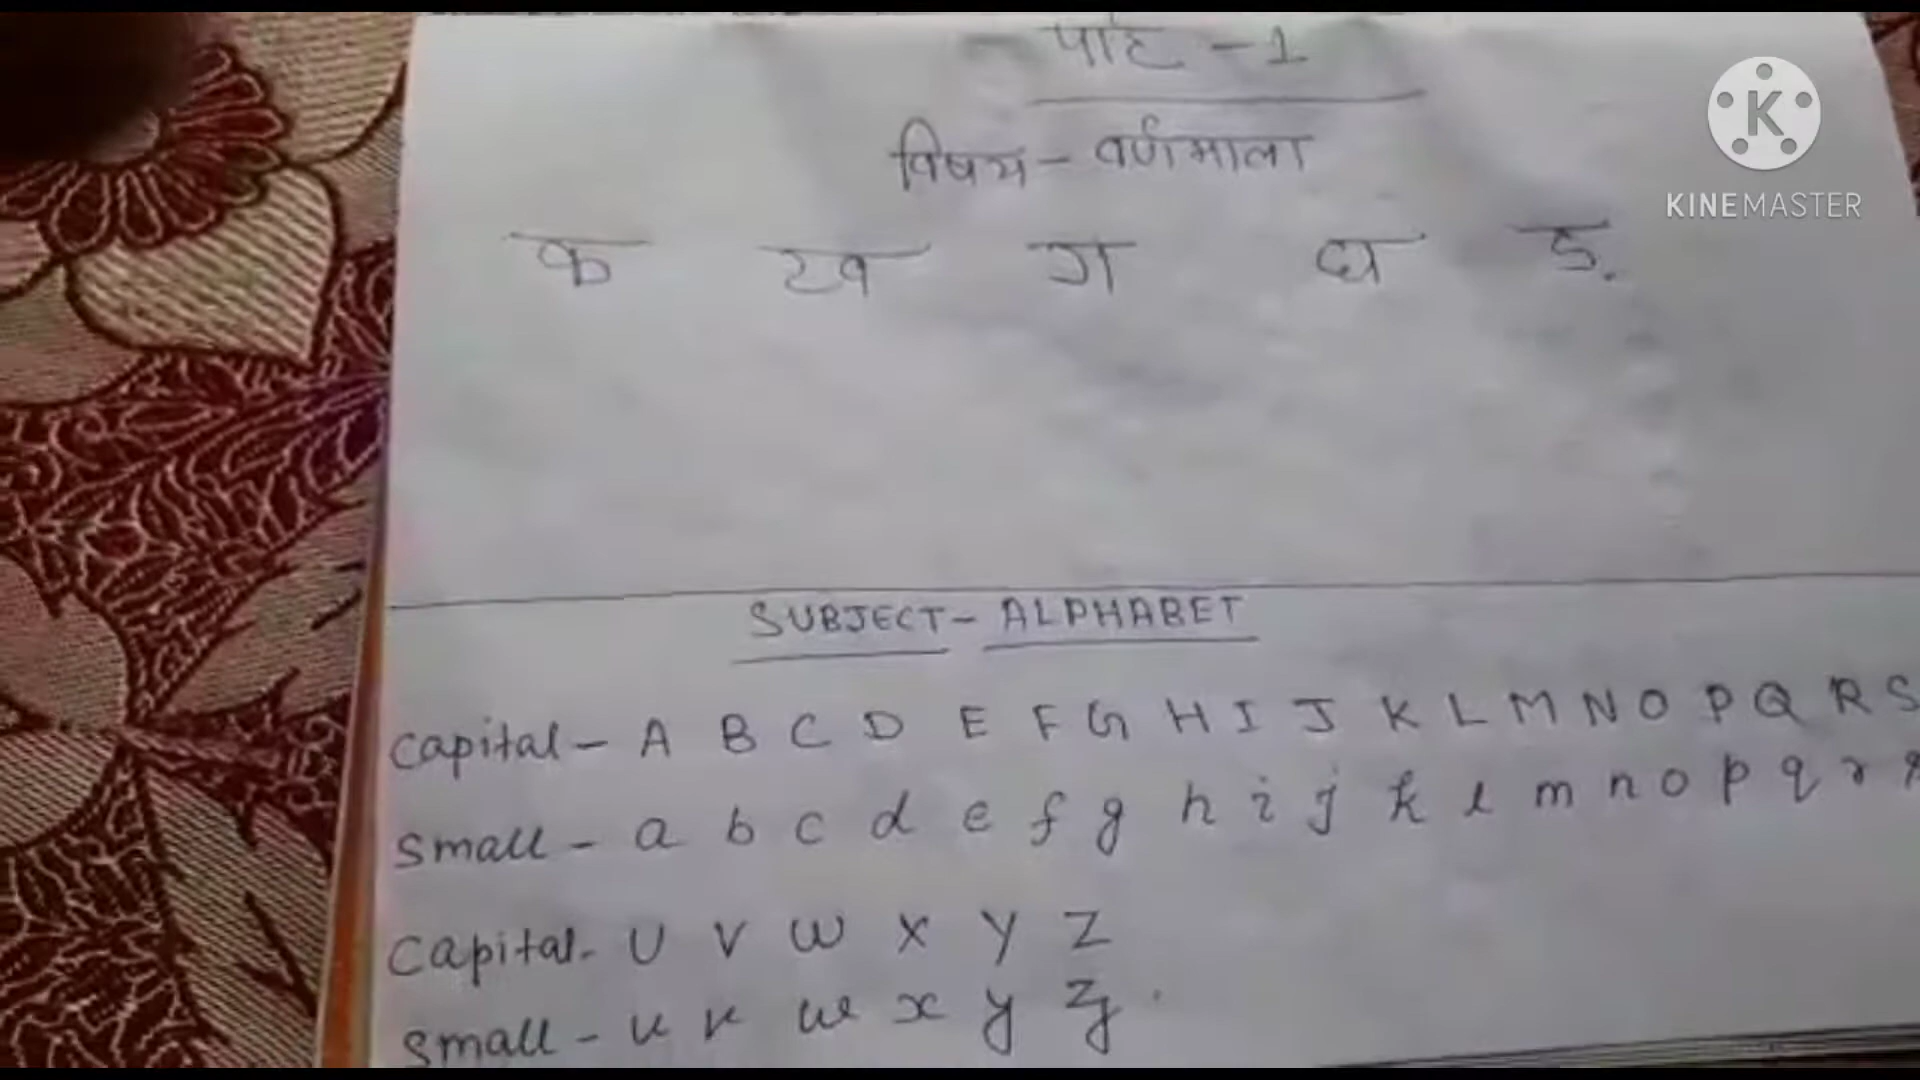 पाठ -1
विषय - वर्णमाला
क ख ग घ ङ
SUBJECT - ALPHABET
Capital - A B C D E F G H I J K L M N O P Q R S
Small - a b c d e f g h i j k l m n o p q r s
Capital - U V W X Y Z
Small - u v w x y z
KINEMASTER